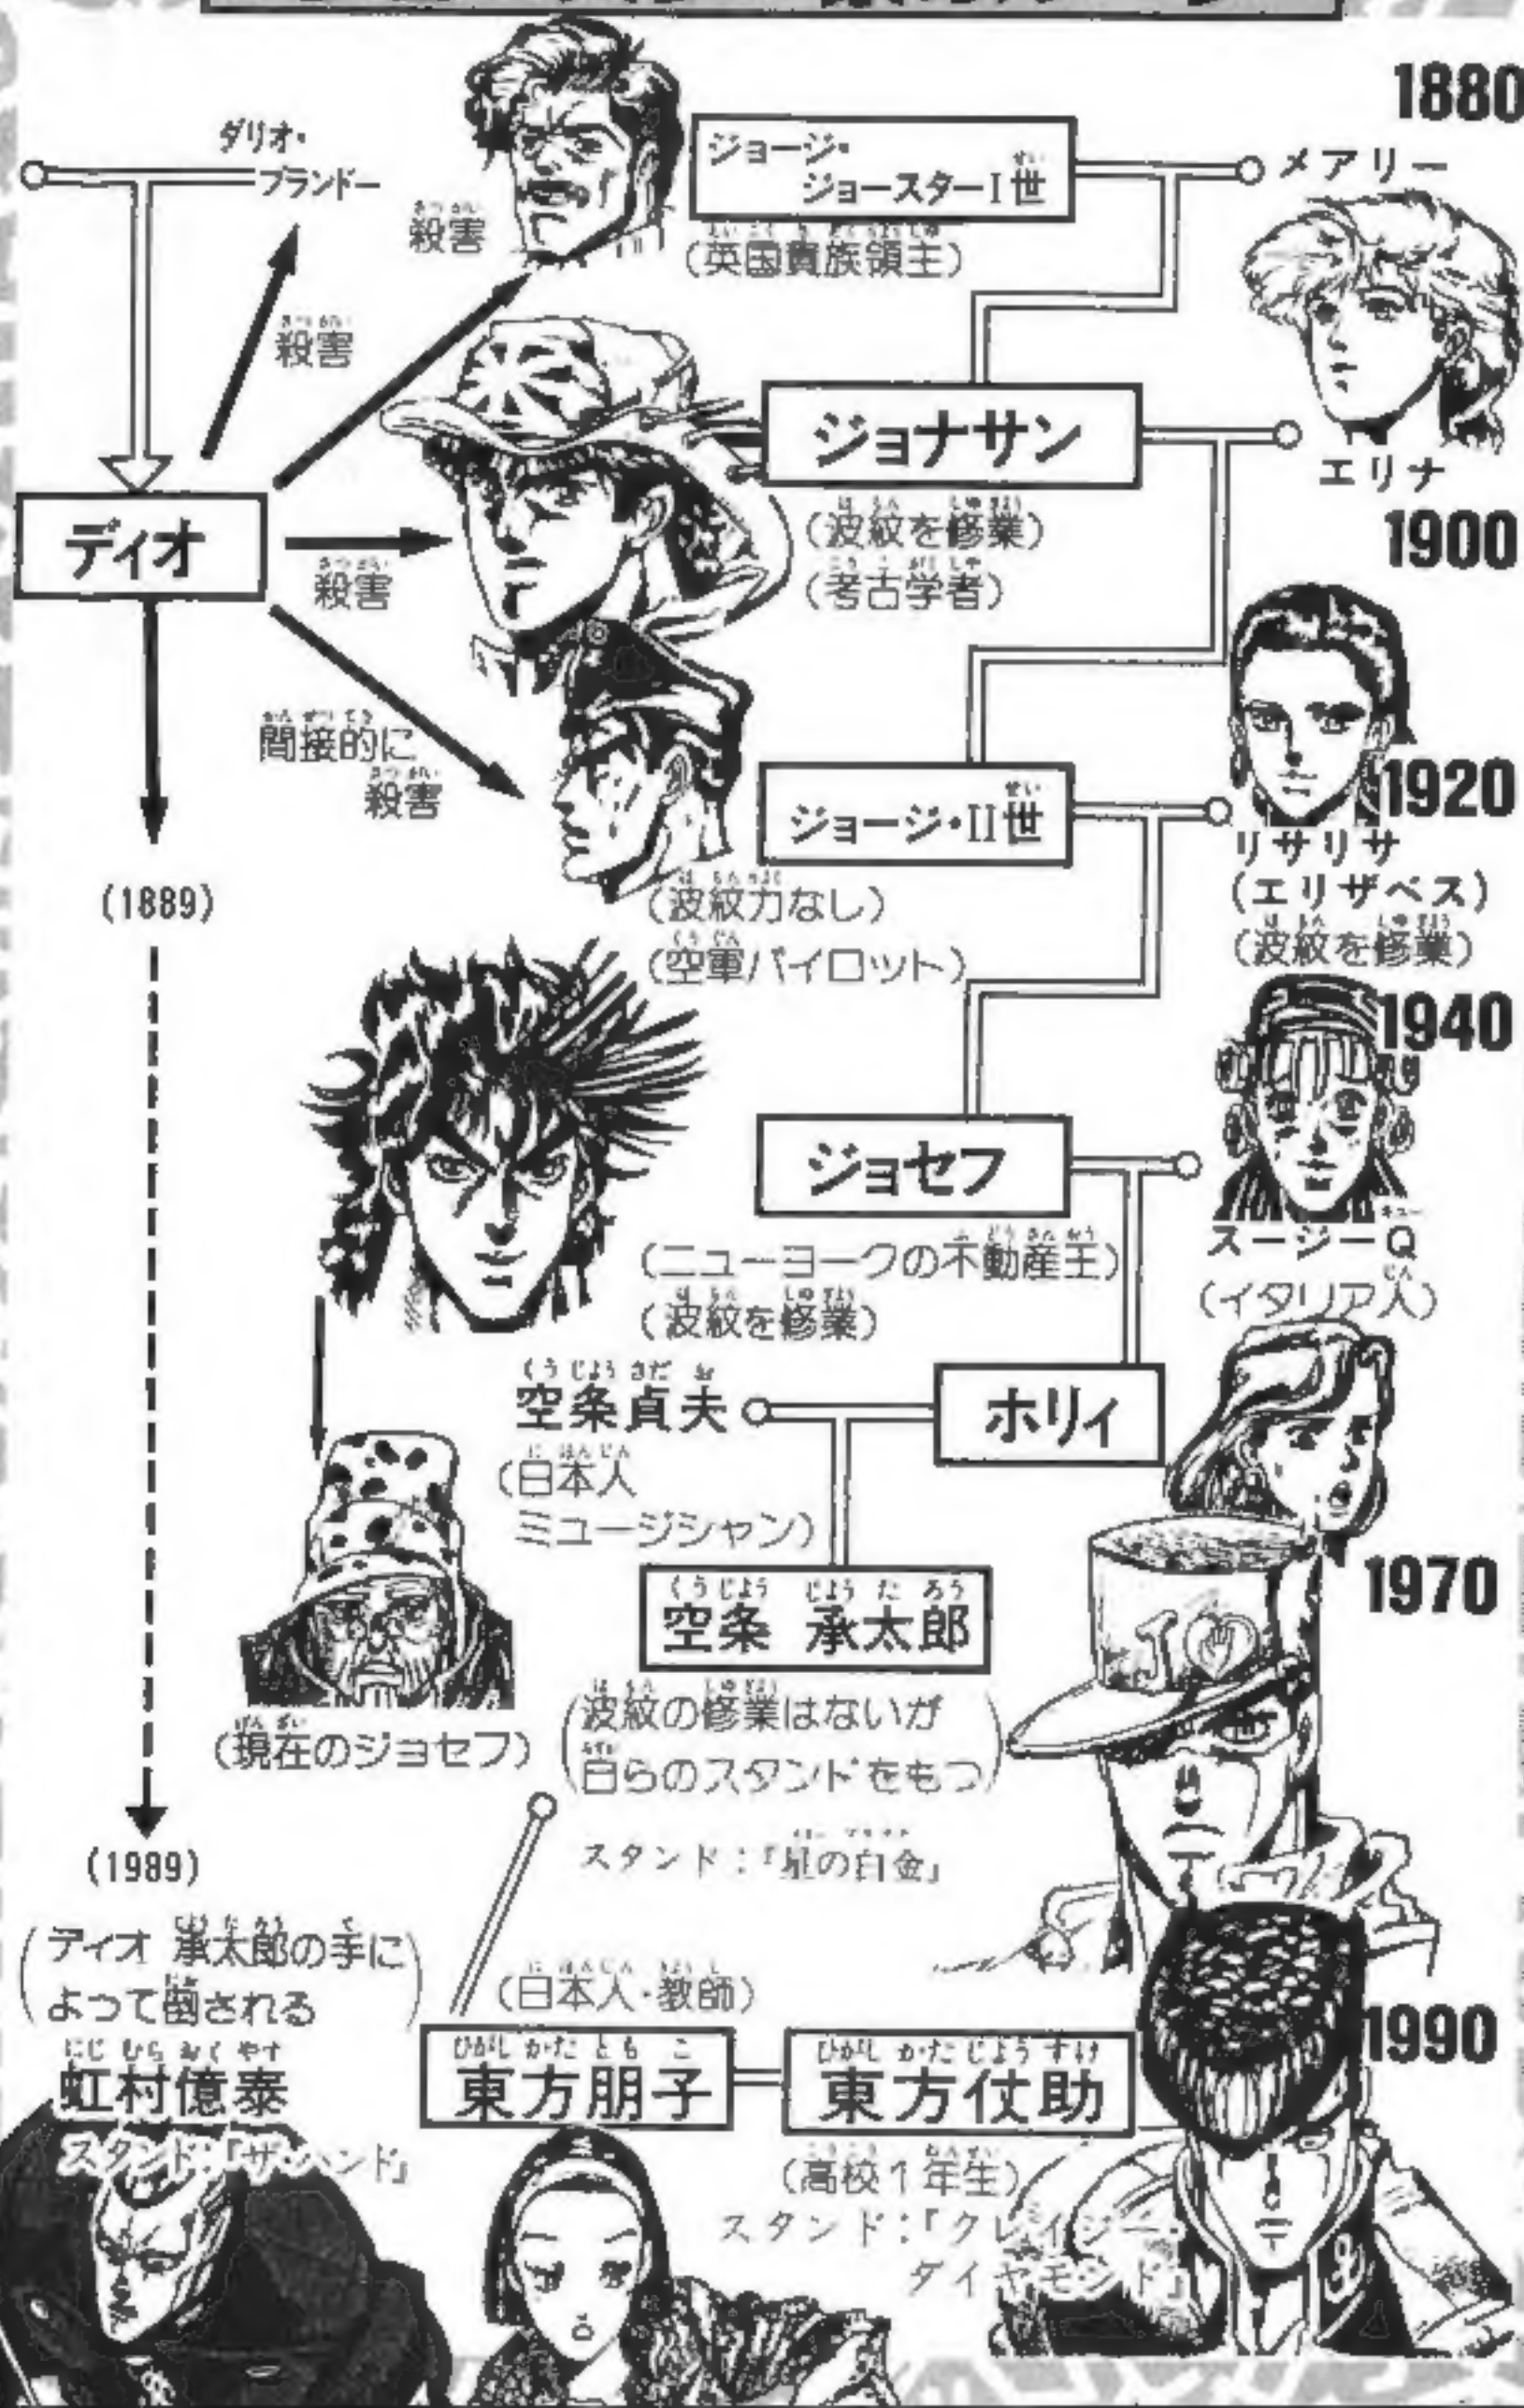 1880
ダリオ・
ブランドー
ジョージ・
ジョースターⅠ世
メアリー
殺害
(英国貴族領主)
殺害
ジョナサン
エリナ
ディオ
(波紋を修業)
1900
殺害
(考古学者)
間接的に
殺害
ジョージ・II世
1920
リサリサ
(1889)
(波紋力なし)
(エリザベス)
(空軍パイロット)
(波紋を修業)
1940
ジョセフ
スージーQ
(ニューヨークの不動産王)
(イタリア人)
(波紋を修業)
空条貞夫
ホリィ
(日本人
ミュージシャン)
1970
空条 承太郎
(現在のジョセフ)
(波紋の修業はないが
自らのスタンドをもつ)
スタンド:『星の白金』
(1989)
(ディオ 承太郎の手に
よって倒される)
(日本人・教師)
1990
虹村億泰
東方朋子
東方仗助
スタンド:『ザ・ハンド』
(高校1年生)
スタンド:『クレイジー・
ダイヤモンド』